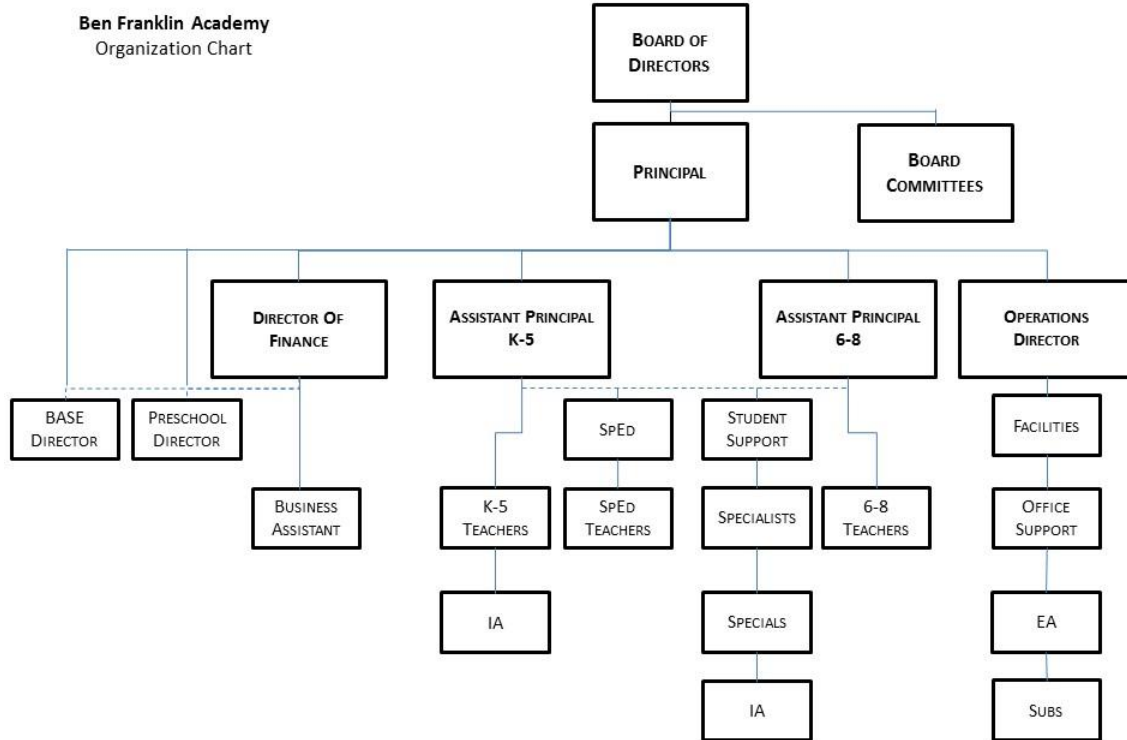 Ben Franklin Academy
Organization Chart
BOARD OF
DIRECTORS
PRINCIPAL
BOARD
COMMITTEES
DIRECTOR OF
FINANCE
ASSISTANT PRINCIPAL
K-5
ASSISTANT PRINCIPAL
6-8
OPERATIONS
DIRECTOR
BASE
DIRECTOR
PRESCHOOL
DIRECTOR
SPED
STUDENT
SUPPORT
FACILITIES
BUSINESS
ASSISTANT
K-5
TEACHERS
SPED
TEACHERS
SPECIALISTS
6-8
TEACHERS
OFFICE
SUPPORT
IA
SPECIALS
EA
IA
SUBS